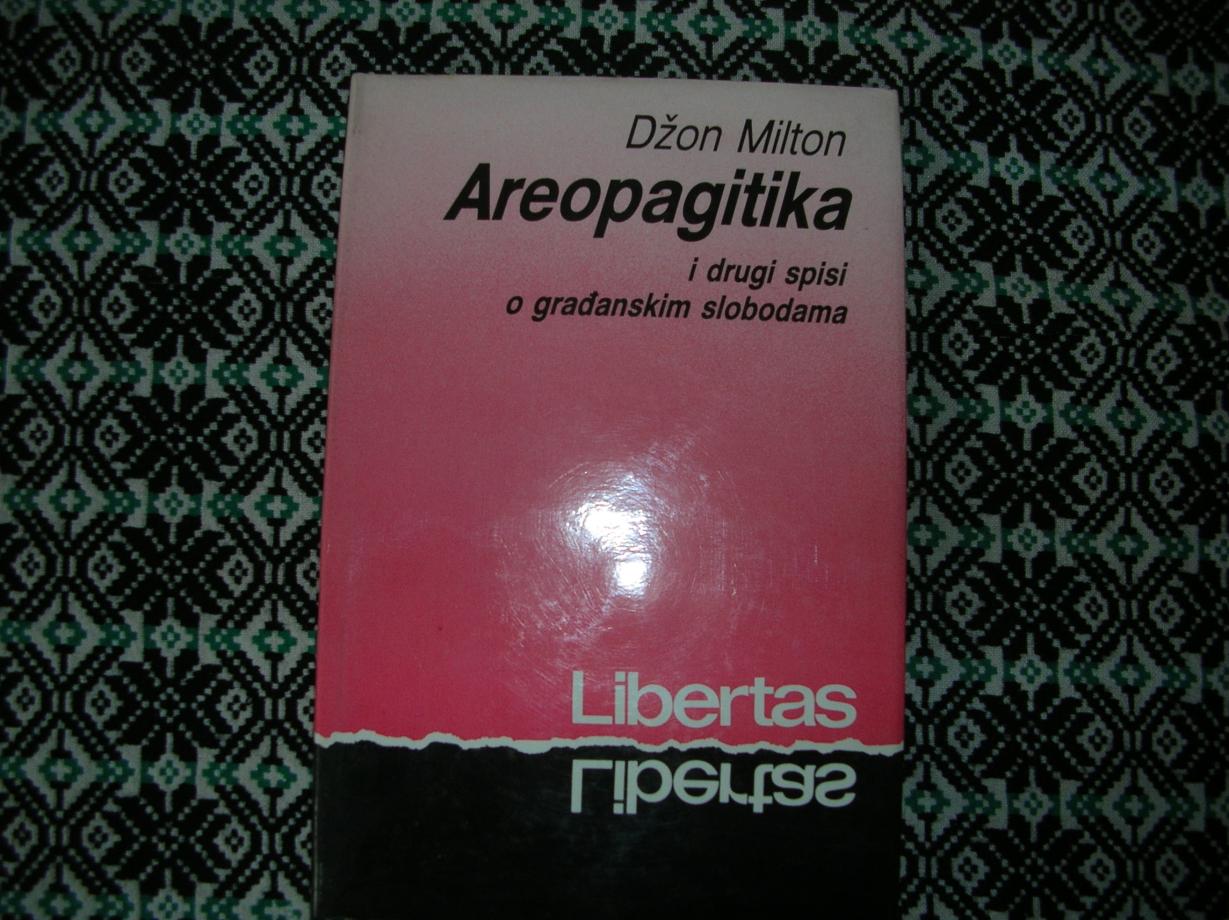 Džon Milton
Areopagitika
i drugi spisi
o građanskim slobodama
Libertas
Libertas